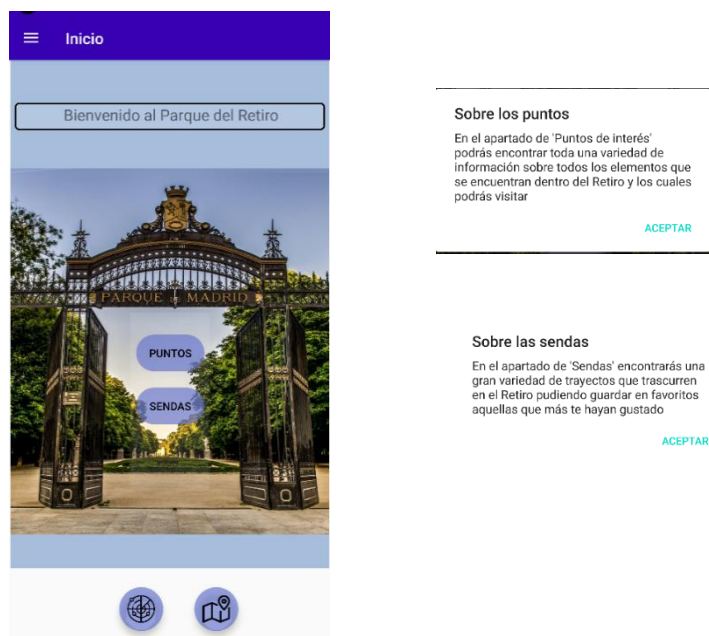 Inicio
Bienvenido al Parque del Retiro
PARQUE DE MADRID
PUNTOS
SENDAS
Sobre los puntos
En el apartado de 'Puntos de interés'
podrás encontrar toda una variedad de
información sobre todos los elementos que
se encuentran dentro del Retiro y los cuales
podrás visitar
ACEPTAR
Sobre las sendas
En el apartado de 'Sendas' encontrarás una
gran variedad de trayectos que trascurren
en el Retiro pudiendo guardar en favoritos
aquellas que más te hayan gustado
ACEPTAR